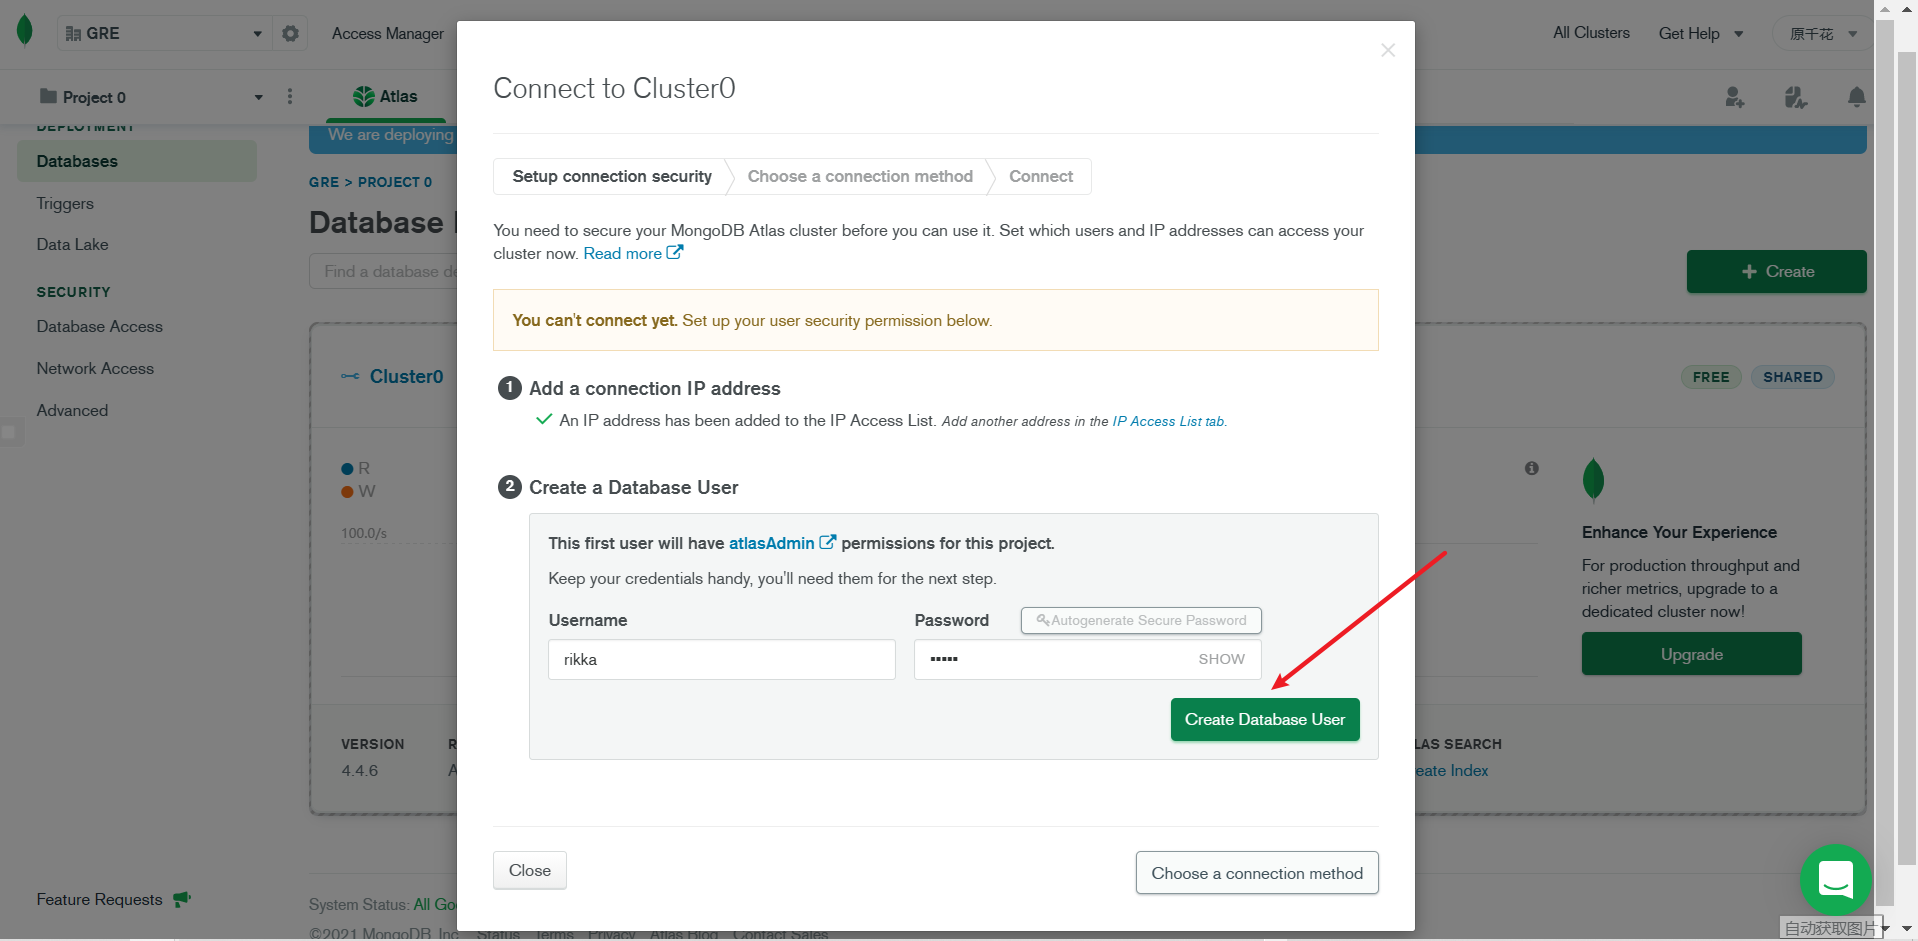 GRE
Access Manager
All Clusters
Get Help
原千花
Project 0
Atlas
DEPLOYMENT
Databases
Triggers
Data Lake
SECURITY
Database Access
Network Access
Advanced
Feature Requests
We are deploying
GRE > PROJECT 0
Database
Find a database de
+ Create
Cluster0
FREE
SHARED
R
W
100.0/s
Enhance Your Experience
For production throughput and
richer metrics, upgrade to a
dedicated cluster now!
Upgrade
VERSION
4.4.6
R
A
LAS SEARCH
eate Index
System Status: All Go
©2021 MongoDB, Inc. Status Terms Privacy Atlas Blog Contact Sales
Connect to Cluster0
Setup connection security
Choose a connection method
Connect
You need to secure your MongoDB Atlas cluster before you can use it. Set which users and IP addresses can access your
cluster now. Read more
You can't connect yet. Set up your user security permission below.
1 Add a connection IP address
An IP address has been added to the IP Access List. Add another address in the IP Access List tab.
2 Create a Database User
This first user will have atlasAdmin permissions for this project.
Keep your credentials handy, you'll need them for the next step.
Username
Password
Autogenerate Secure Password
rikka
•••••
SHOW
Create Database User
Close
Choose a connection method
自动获取图片